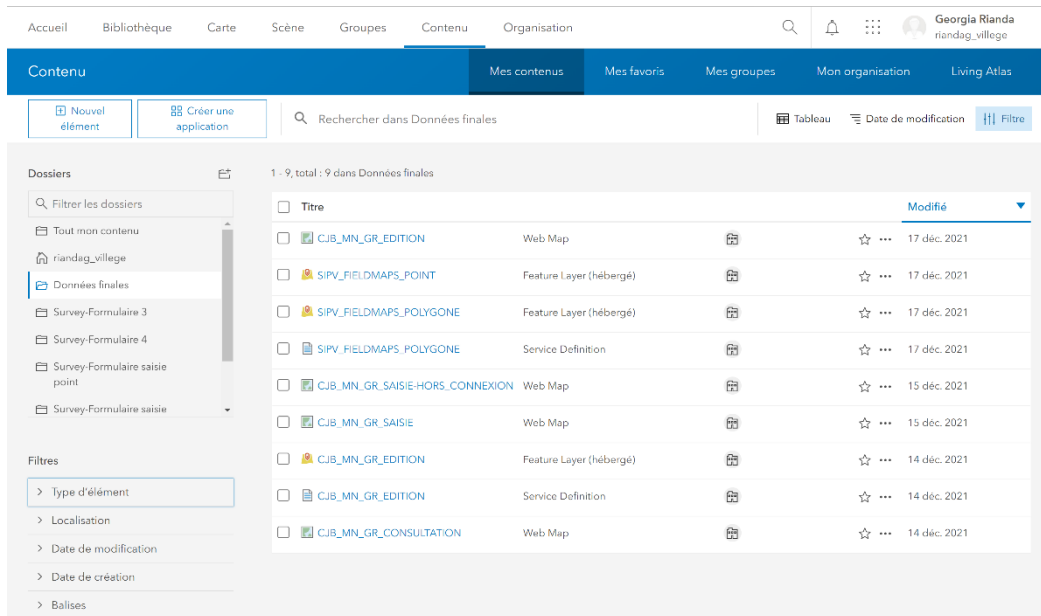 Accueil Bibliothèque Carte Scène Groupes Contenu Organisation Georgia Rianda
riandag_villege
Contenu Mes contenus Mes favoris Mes groupes Mon organisation Living Atlas
Nouvel élément Créer une application Rechercher dans Données finales Tableau Date de modification Filtre
Dossiers
Filtrer les dossiers
Tout mon contenu
riandag_villege
Données finales
Survey-Formulaire 3
Survey-Formulaire 4
Survey-Formulaire saisie
point
Survey-Formulaire saisie
Filtres
Type d'élément
Localisation
Date de modification
Date de création
Balises
1 - 9, total : 9 dans Données finales
Titre Modifié
CJB_MN_GR_EDITION Web Map 17 déc. 2021
SIPV_FIELDMAPS_POINT Feature Layer (hébergé) 17 déc. 2021
SIPV_FIELDMAPS_POLYGONE Feature Layer (hébergé) 17 déc. 2021
SIPV_FIELDMAPS_POLYGONE Service Definition 17 déc. 2021
CJB_MN_GR_SAISIE-HORS_CONNEXION Web Map 15 déc. 2021
CJB_MN_GR_SAISIE Web Map 15 déc. 2021
CJB_MN_GR_EDITION Feature Layer (hébergé) 14 déc. 2021
CJB_MN_GR_EDITION Service Definition 14 déc. 2021
CJB_MN_GR_CONSULTATION Web Map 14 déc. 2021